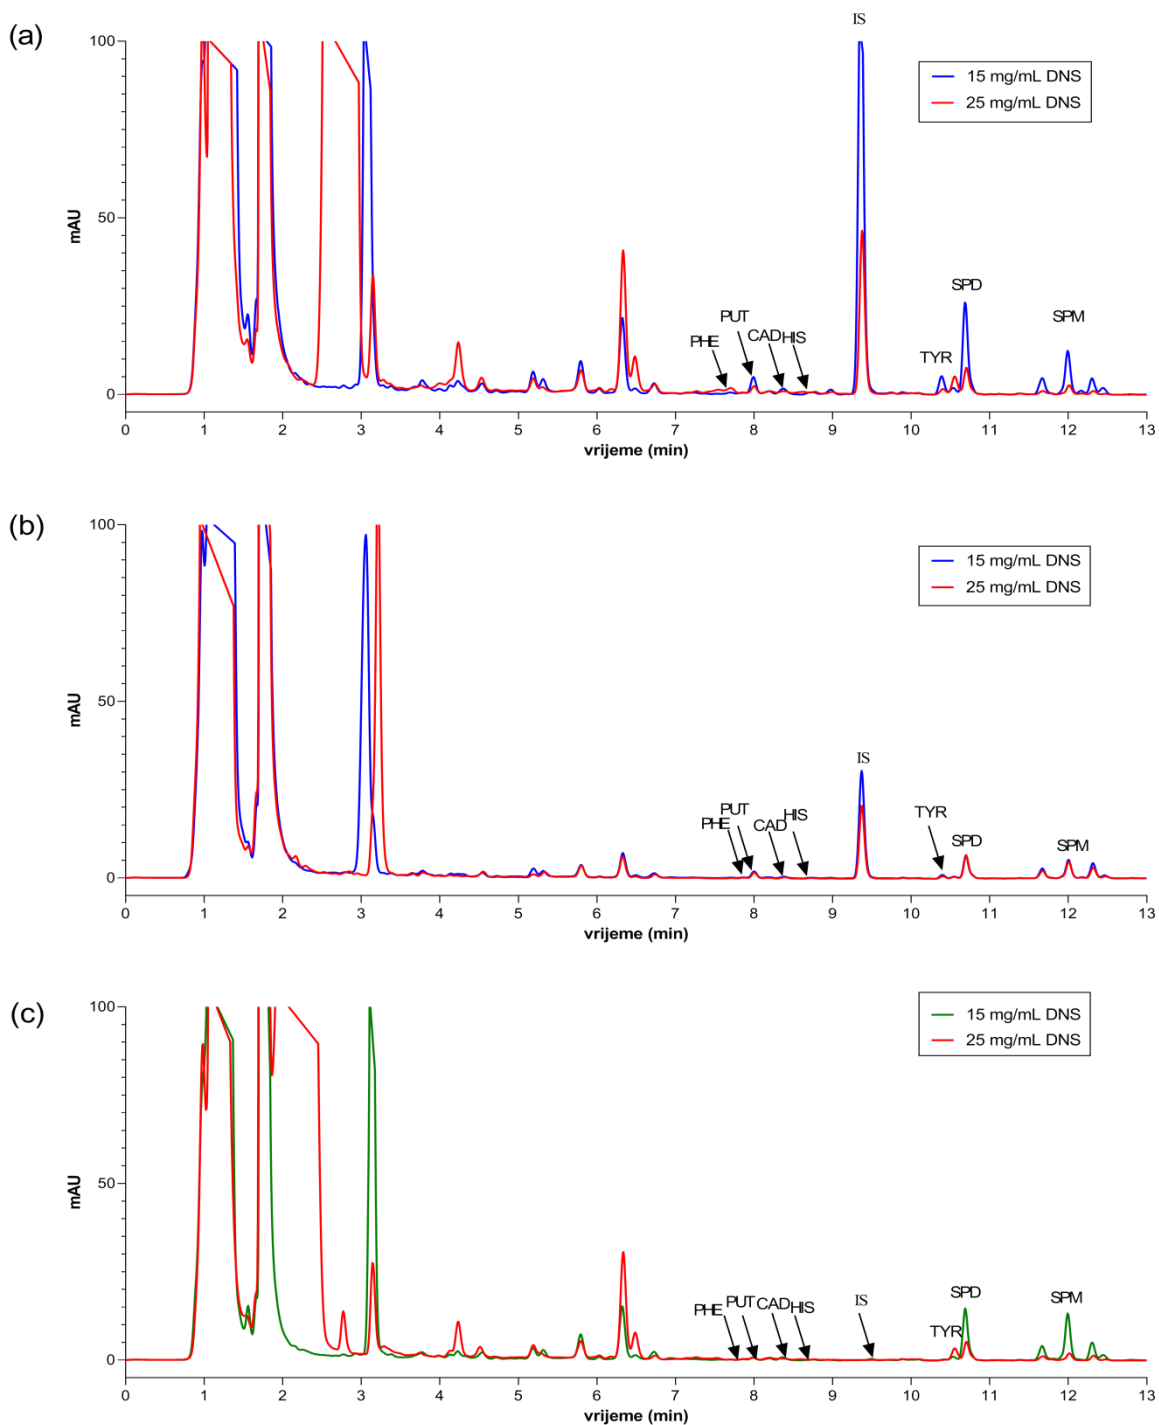 (a)
IS
100
15 mg/mL DNS
25 mg/mL DNS
mAU
50
SPD
PUT
SPM
PHE
CAD HIS
TYR
0
0 1 2 3 4 5 6 7 8 9 10 11 12 13
vrijeme (min)
(b)
100
15 mg/mL DNS
25 mg/mL DNS
mAU
50
IS
PUT
HIS
TYR
PHE
CAD
SPD
SPM
0
0 1 2 3 4 5 6 7 8 9 10 11 12 13
vrijeme (min)
(c)
100
15 mg/mL DNS
25 mg/mL DNS
mAU
50
SPD
SPM
IS
PHE
PUT
CAD
HIS
TYR
0
0 1 2 3 4 5 6 7 8 9 10 11 12 13
vrijeme (min)